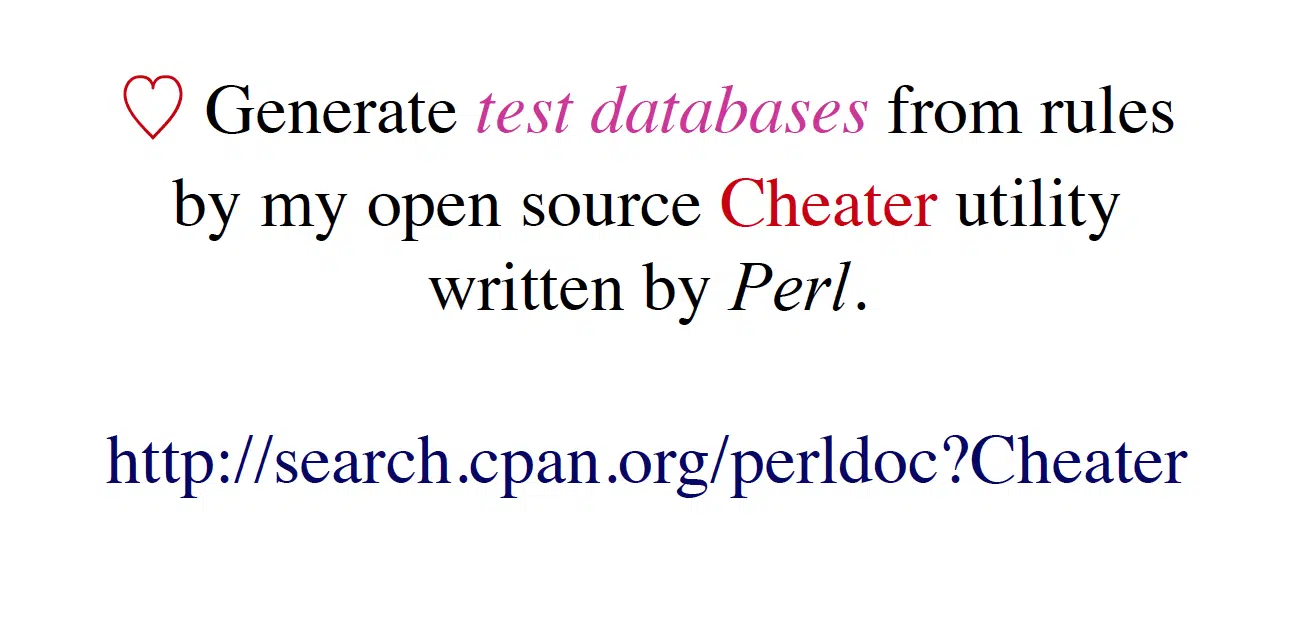 ♡ Generate test databases from rules
by my open source Cheater utility
written by Perl.
http://search.cpan.org/perldoc?Cheater